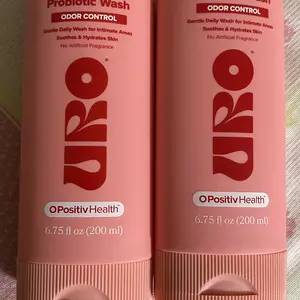 Probiotic Wash
ODOR CONTROL
Gentle Daily Wash for Intimate Areas
Soothes & Hydrates Skin
No Artificial Fragrance
URO
OPositivHealth™
6.75 fl oz (200 ml)
ODOR CONTROL
Gentle Daily Wash for Intimate Areas
Soothes & Hydrates Skin
No Artificial Fragrance
URO
OPositivHealth™
6.75 fl oz (200 ml)